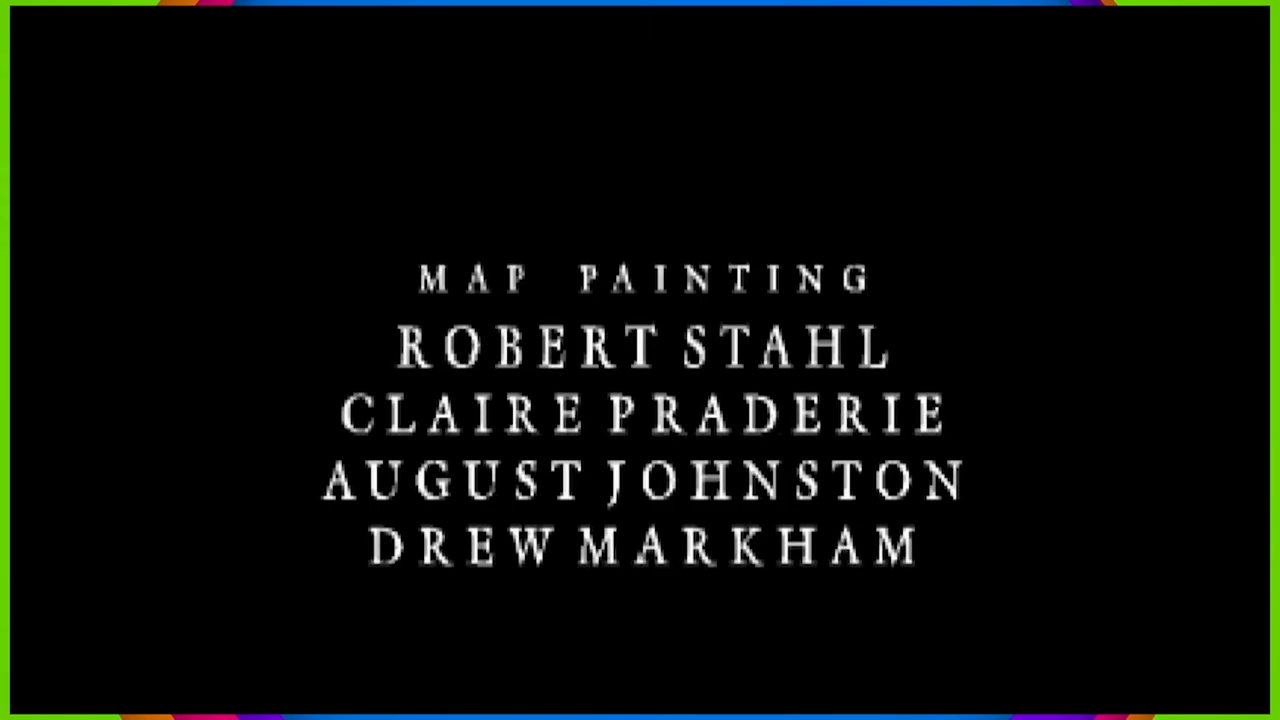 MAP PAINTING
ROBERT STAHL
CLAIRE PRADERIE
AUGUST JOHNSTON
DREW MARKHAM